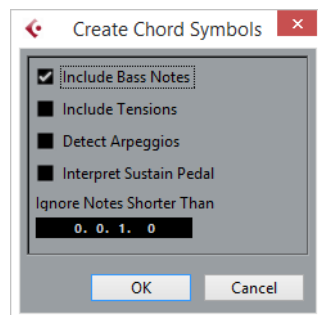 Create Chord Symbols
Include Bass Notes
Include Tensions
Detect Arpeggios
Interpret Sustain Pedal
Ignore Notes Shorter Than
0. 0. 1. 0
OK Cancel